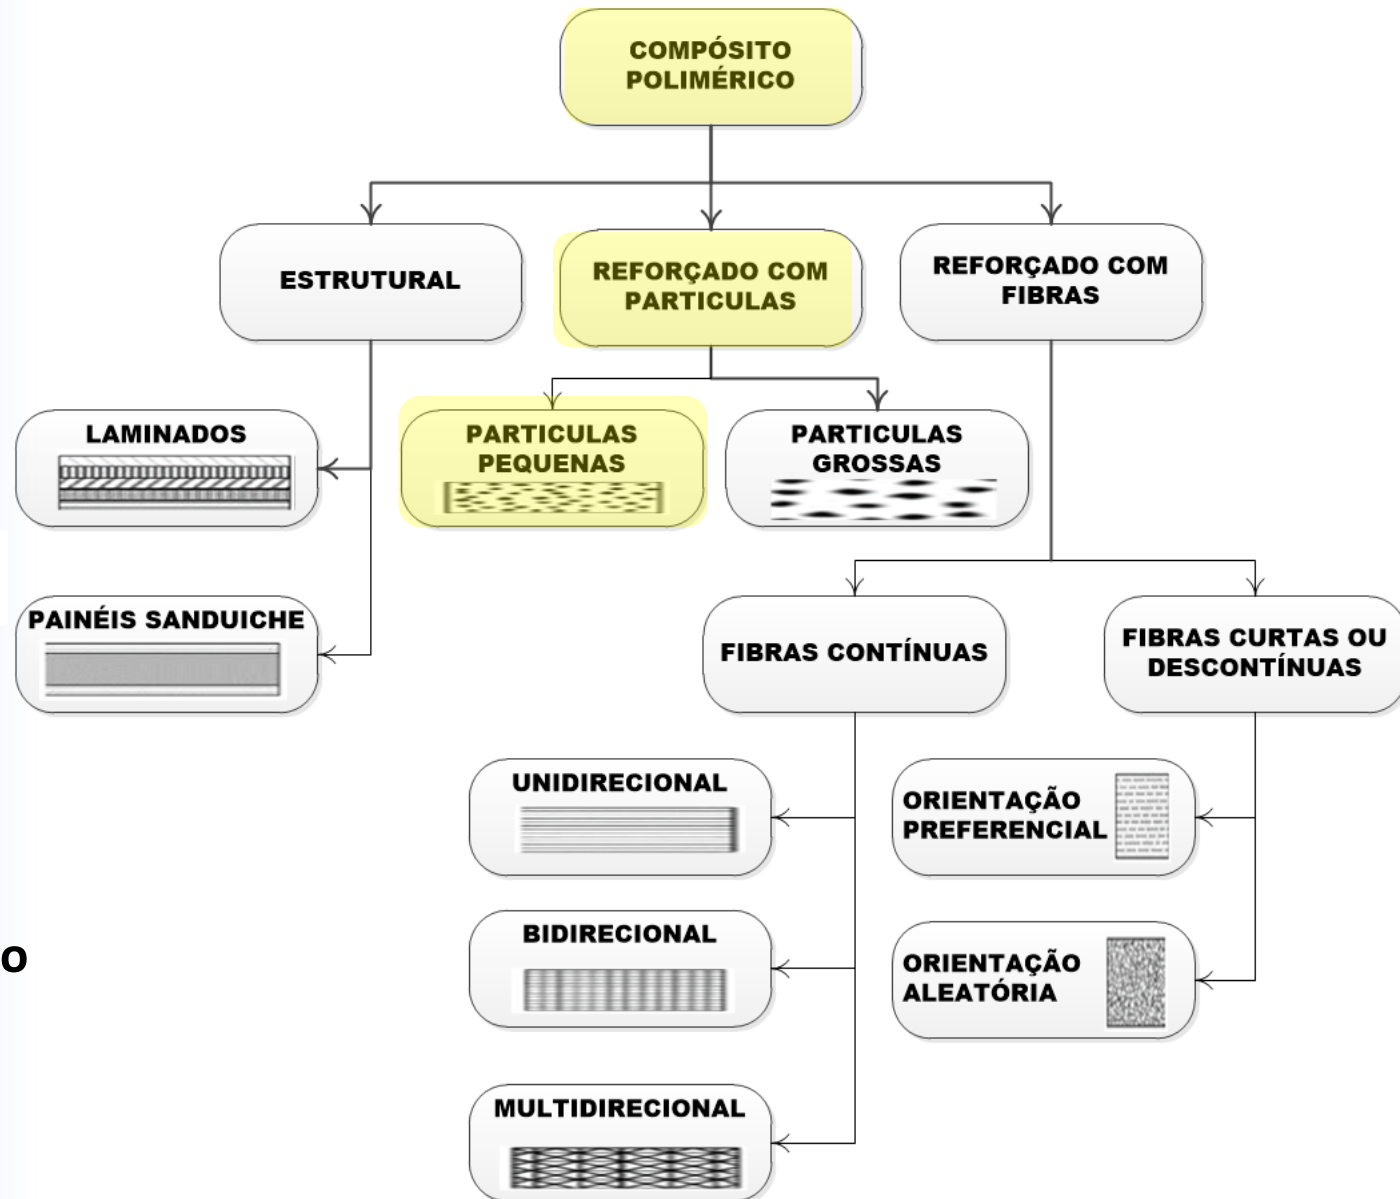 COMPÓSITO
POLIMÉRICO
ESTRUTURAL
REFORÇADO COM
PARTICULAS
REFORÇADO COM
FIBRAS
LAMINADOS
PARTICULAS
PEQUENAS
PARTICULAS
GROSSAS
PAINÉIS SANDUICHE
FIBRAS CONTÍNUAS
FIBRAS CURTAS OU
DESCONTÍNUAS
UNIDIRECIONAL
ORIENTAÇÃO
PREFERENCIAL
BIDIRECIONAL
o
ORIENTAÇÃO
ALEATÓRIA
MULTIDIRECIONAL